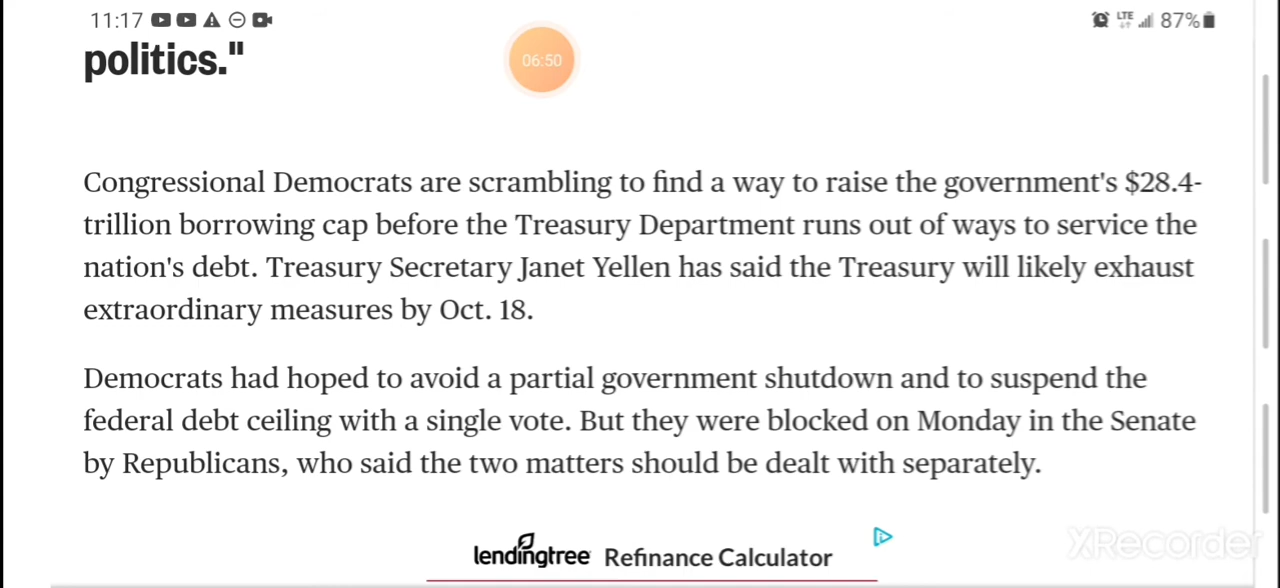 11:17
LTE
87%
politics."
06:50
Congressional Democrats are scrambling to find a way to raise the government's $28.4-
trillion borrowing cap before the Treasury Department runs out of ways to service the
nation's debt. Treasury Secretary Janet Yellen has said the Treasury will likely exhaust
extraordinary measures by Oct. 18.
Democrats had hoped to avoid a partial government shutdown and to suspend the
federal debt ceiling with a single vote. But they were blocked on Monday in the Senate
by Republicans, who said the two matters should be dealt with separately.
lendingtree Refinance Calculator
XRecorder